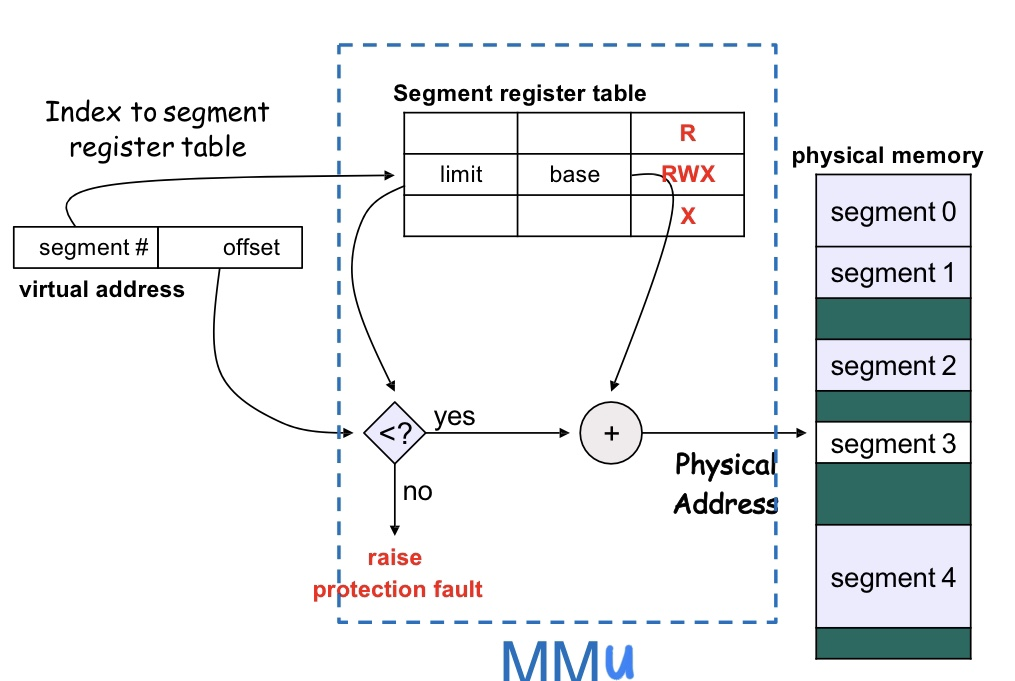 Segment register table
Index to segment
register table
R
limit base RWX
X
segment # offset
virtual address
<?
yes
no
raise
protection fault
+
Physical
Address
physical memory
segment 0
segment 1
segment 2
segment 3
segment 4
MMu